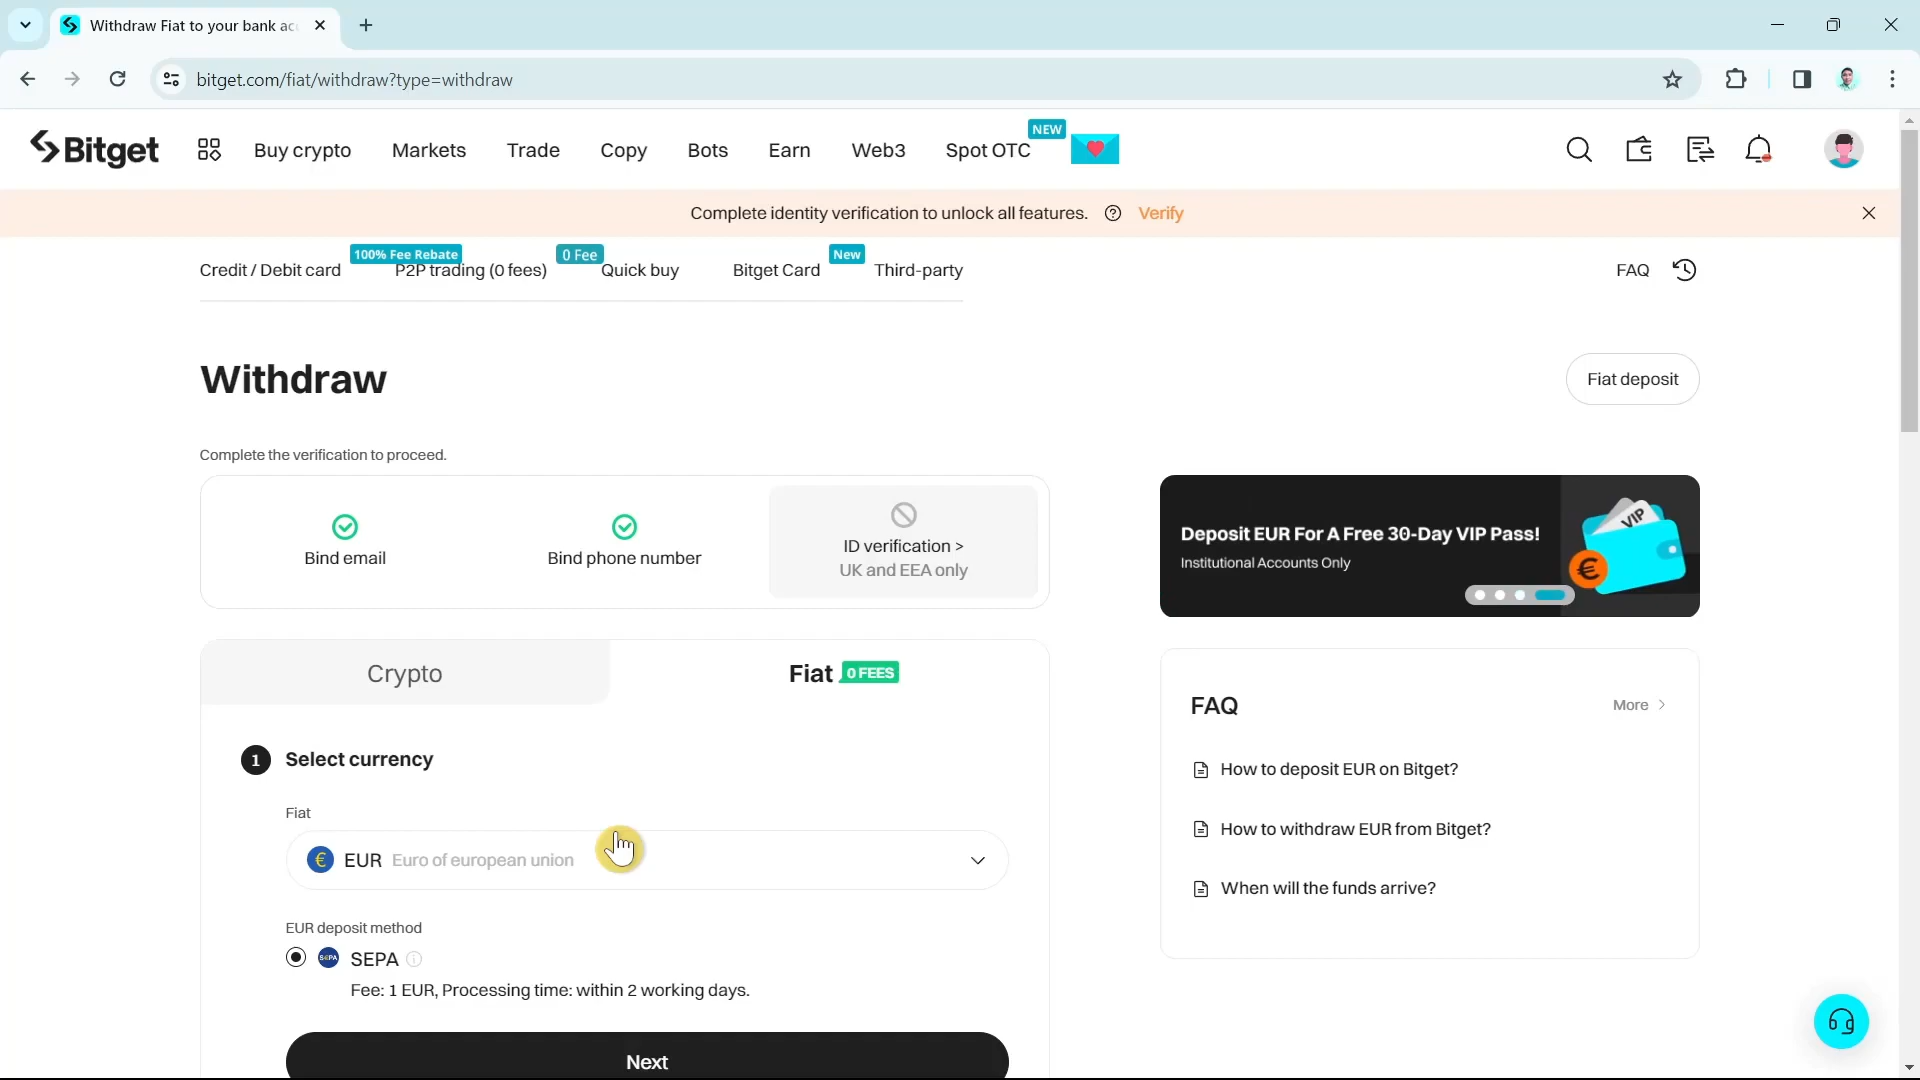 Withdraw Fiat to your bank ac
bitget.com/fiat/withdraw?type=withdraw
Bitget
Buy crypto
Markets
Trade
Copy
Bots
Earn
Web3
Spot OTC
NEW
Complete identity verification to unlock all features.
Verify
Credit / Debit card
100% Fee Rebate
P2P trading (0 fees)
0 Fee
Quick buy
Bitget Card
New
Third-party
FAQ
Withdraw
Fiat deposit
Complete the verification to proceed.
Bind email
Bind phone number
ID verification >
UK and EEA only
Deposit EUR For A Free 30-Day VIP Pass!
Institutional Accounts Only
VIP
€
Crypto
Fiat 0 FEES
1 Select currency
Fiat
€ EUR Euro of european union
EUR deposit method
SEPA SEPA
Fee: 1 EUR, Processing time: within 2 working days.
Next
FAQ
More >
How to deposit EUR on Bitget?
How to withdraw EUR from Bitget?
When will the funds arrive?